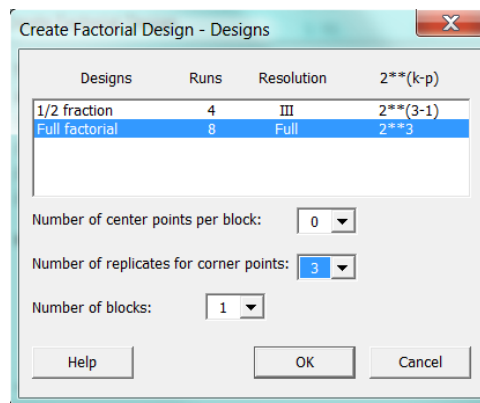 Create Factorial Design - Designs
X
Designs Runs Resolution 2**(k-p)
1/2 fraction 4 III 2**(3-1)
Full factorial 8 Full 2**3
Number of center points per block: 0
Number of replicates for corner points: 3
Number of blocks: 1
Help OK Cancel